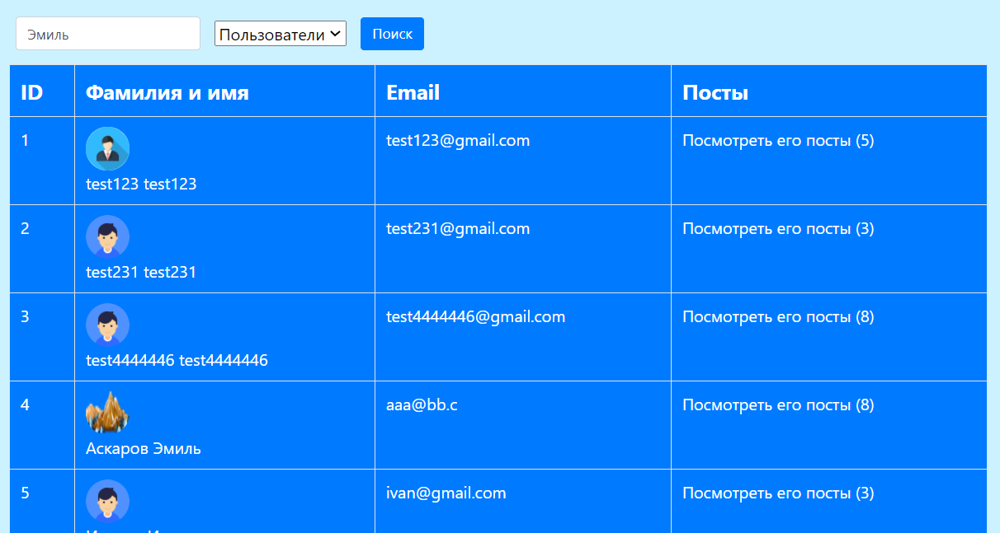 Эмиль Пользователи Поиск
ID Фамилия и имя Email Посты
1 test123@gmail.com Посмотреть его посты (5)
test123 test123
2 test231@gmail.com Посмотреть его посты (3)
test231 test231
3 test4444446@gmail.com Посмотреть его посты (8)
test4444446 test4444446
4 aaa@bb.c Посмотреть его посты (8)
Аскаров Эмиль
5 ivan@gmail.com Посмотреть его посты (3)